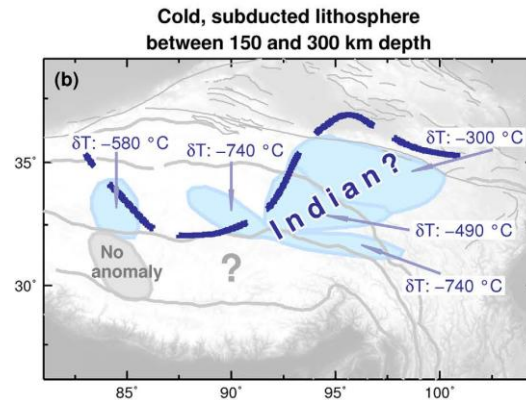 Cold, subducted lithosphere
between 150 and 300 km depth
(b)
δT: −580 °C
δT: −740 °C
δT: −300 °C
35°
Indian?
δT: −490 °C
No
anomaly
?
30°
δT: −740 °C
85°
90°
95°
100°